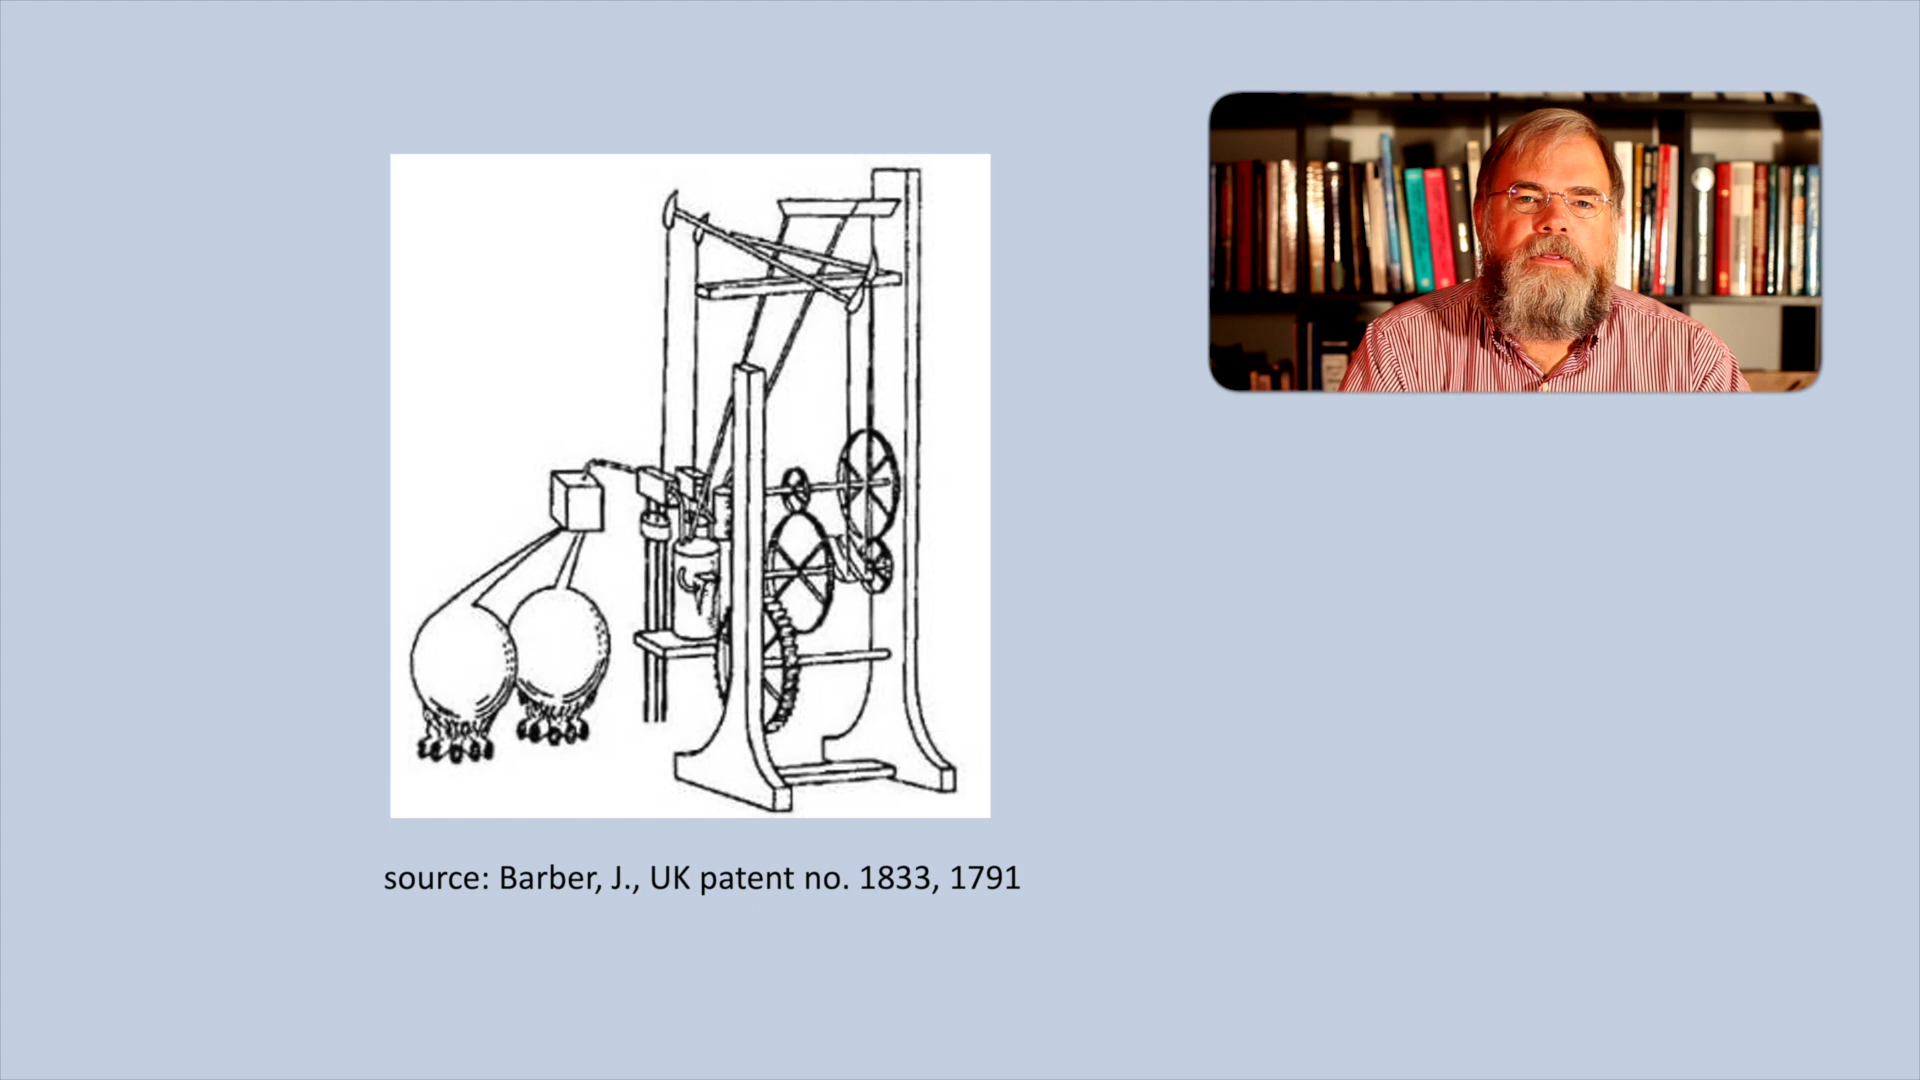 source: Barber, J., UK patent no. 1833, 1791